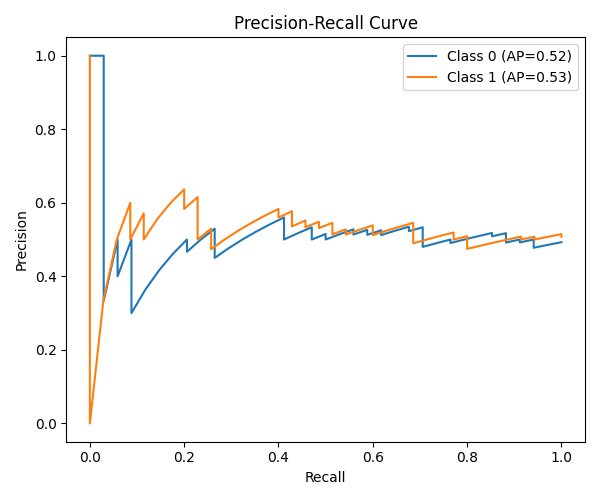 Precision-Recall Curve
Class 0 (AP=0.52)
Class 1 (AP=0.53)
Precision
1.0
0.8
0.6
0.4
0.2
0.0
0.0 0.2 0.4 0.6 0.8 1.0
Recall